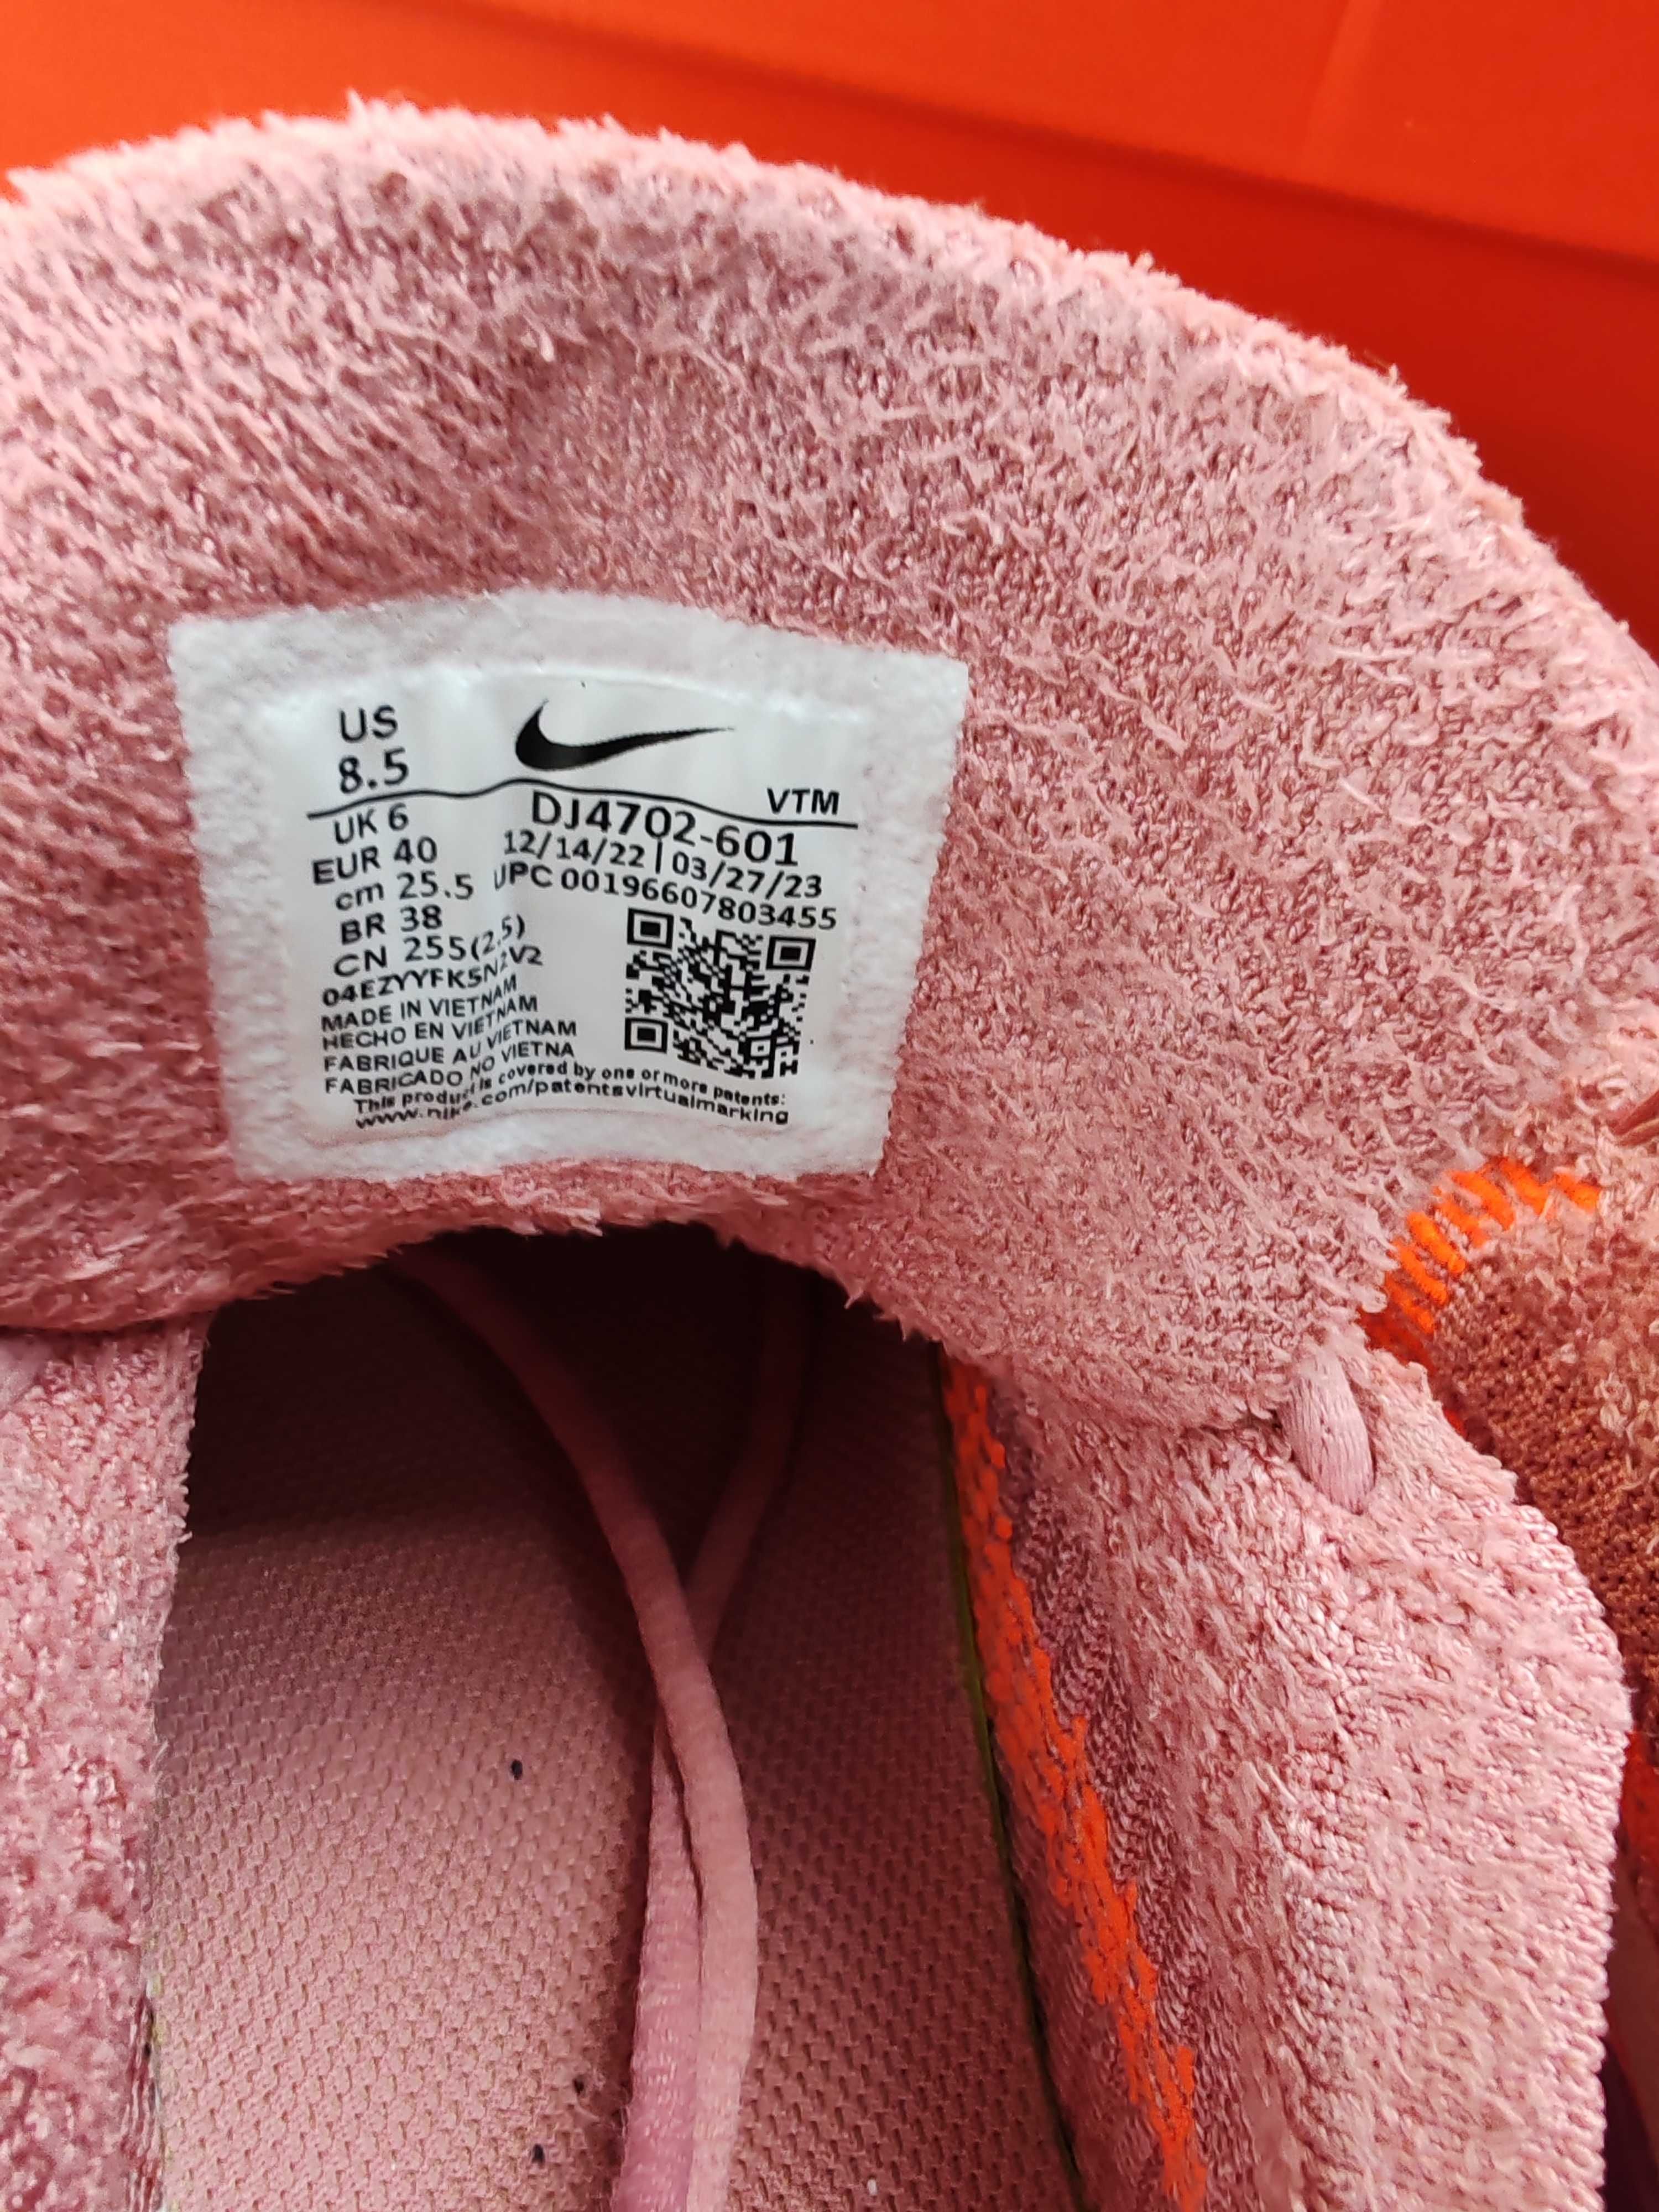 US
8.5
VTM
UK 6
EUR 40
cm 25.5
BR 38
CN 255(2.5)
04EZYYFK5N2V2
MADE IN VIETNAM
HECHO EN VIETNAM
FABRIQUE AU VIETNAM
FABRICADO NO VIETNA
DJ4702-601
12/14/22 | 03/27/23
UPC 00196607803455
This product is covered by one or more patents:
www.nike.com/patentsvirtualmarking